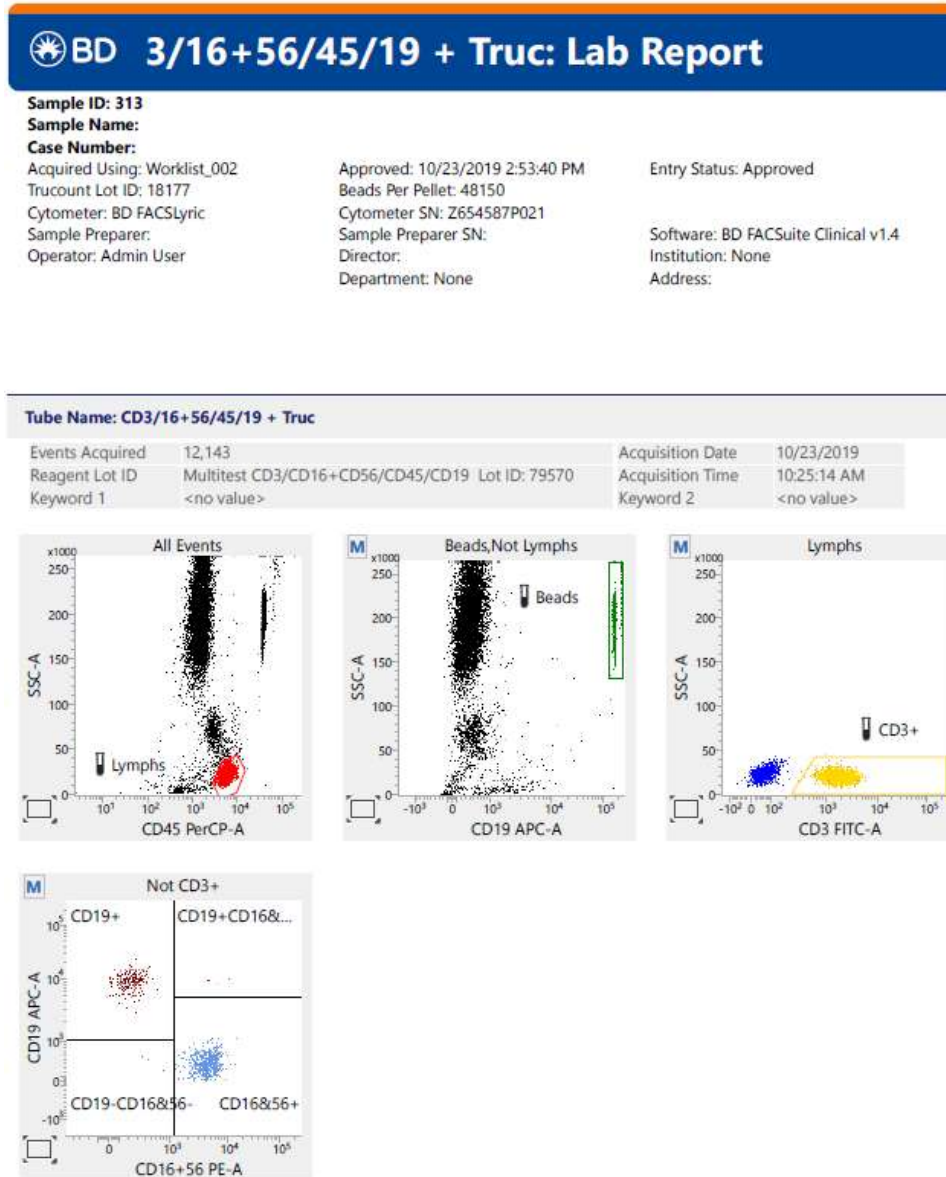 BD 3/16+56/45/19 + Truc: Lab Report
Sample ID: 313
Sample Name:
Case Number:
Acquired Using: Worklist_002 Approved: 10/23/2019 2:53:40 PM Entry Status: Approved
Trucount Lot ID: 18177 Beads Per Pellet: 48150
Cytometer: BD FACSLyric Cytometer SN: Z654587P021
Sample Preparer: Sample Preparer SN: Software: BD FACSuite Clinical v1.4
Operator: Admin User Director: Institution: None
Department: None Address:
Tube Name: CD3/16+56/45/19 + Truc
Events Acquired 12,143 Acquisition Date 10/23/2019
Reagent Lot ID Multitest CD3/CD16+CD56/CD45/CD19 Lot ID: 79570 Acquisition Time 10:25:14 AM
Keyword 1 <no value> Keyword 2 <no value>
All Events
x1000
250
200
150
100
50
0
SSC-A
Lymphs
10¹ 10² 10³ 10⁴ 10⁵
CD45 PerCP-A
M Beads,Not Lymphs
x1000
250
200
150
100
50
0
SSC-A
Beads
-10³ 0 10³ 10⁴ 10⁵
CD19 APC-A
M Lymphs
x1000
250
200
150
100
50
0
SSC-A
CD3+
-10² 0 10² 10³ 10⁴ 10⁵
CD3 FITC-A
M Not CD3+
CD19+ CD19+CD16&...
10⁵
10⁴
10³
0
CD19 APC-A
CD19-CD16&56- CD16&56+
0 10³ 10⁴ 10⁵
CD16+56 PE-A